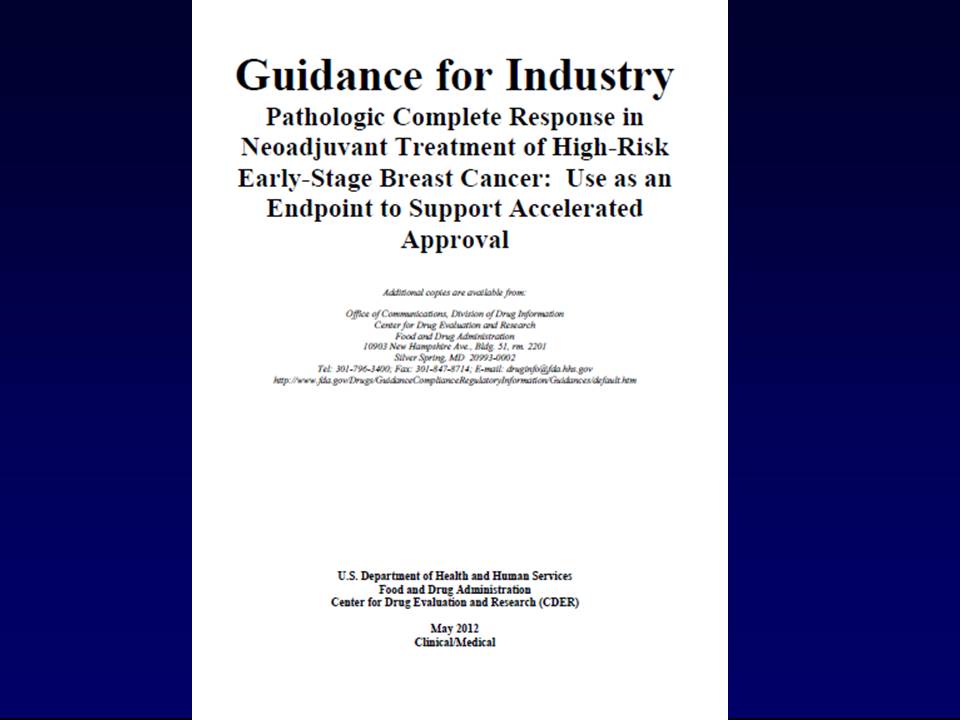 Guidance for Industry
Pathologic Complete Response in
Neoadjuvant Treatment of High-Risk
Early-Stage Breast Cancer:  Use as an
Endpoint to Support Accelerated
Approval
Additional copies are available from:
Office of Communications, Division of Drug Information
Center for Drug Evaluation and Research
Food and Drug Administration
10903 New Hampshire Ave., Bldg. 51, rm. 2201
Silver Spring, MD  20993-0002
Tel: 301-796-3400; Fax: 301-847-8714; E-mail: druginfo@fda.hhs.gov
http://www.fda.gov/Drugs/GuidanceComplianceRegulatoryInformation/Guidances/default.htm
U.S. Department of Health and Human Services
Food and Drug Administration
Center for Drug Evaluation and Research (CDER)
May 2012
Clinical/Medical